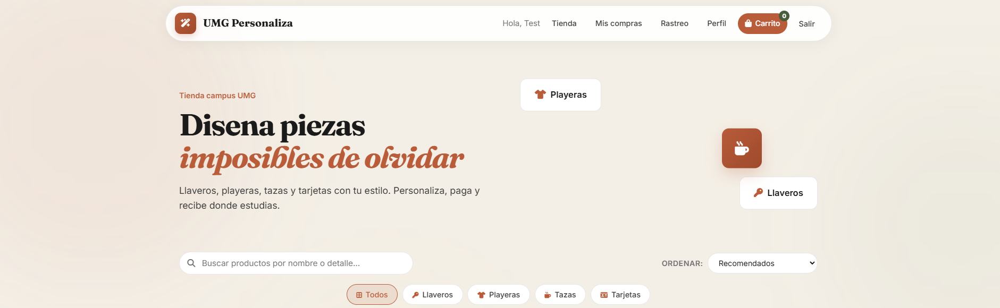 UMG Personaliza
Hola, Test
Tienda
Mis compras
Rastreo
Perfil
Carrito
0
Salir
Tienda campus UMG
Disena piezas
imposibles de olvidar
Llaveros, playeras, tazas y tarjetas con tu estilo. Personaliza, paga y
recibe donde estudias.
Playeras
Llaveros
Buscar productos por nombre o detalle...
ORDENAR:
Recomendados
Todos
Llaveros
Playeras
Tazas
Tarjetas